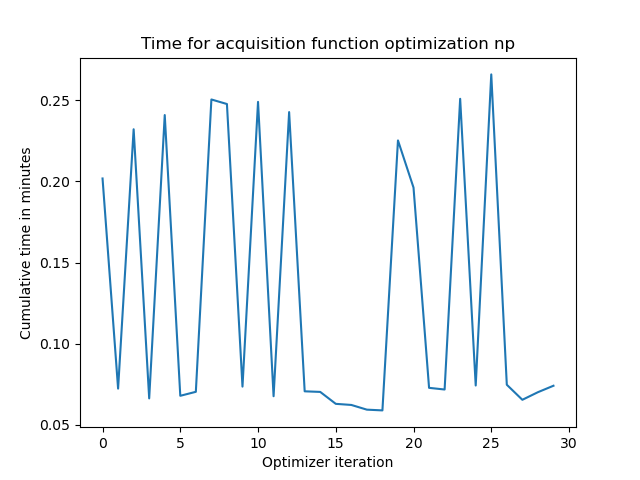 Time for acquisition function optimization np
Cumulative time in minutes
0.25
0.20
0.15
0.10
0.05
0 5 10 15 20 25 30
Optimizer iteration